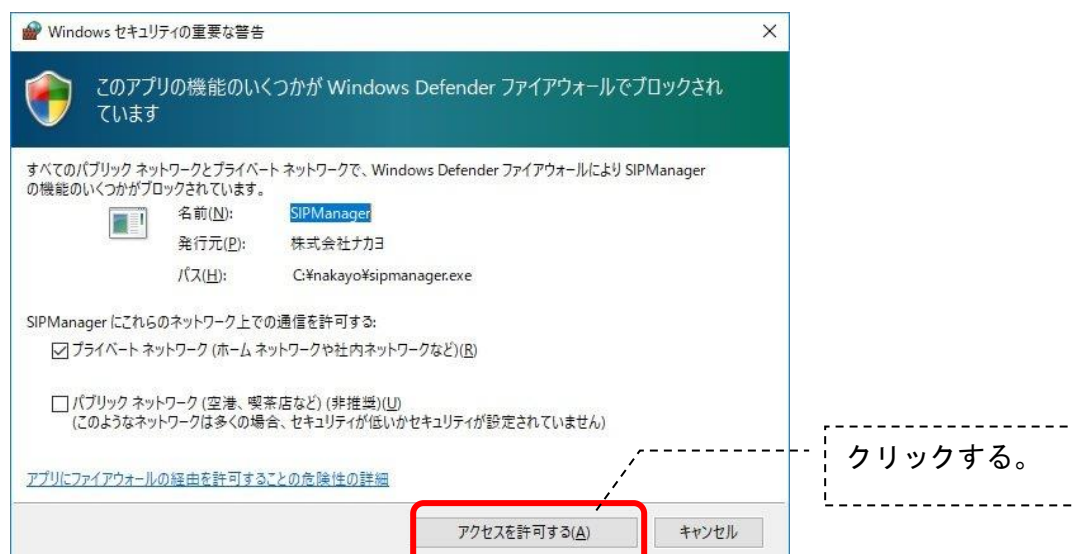 Windows セキュリティの重要な警告
このアプリの機能のいくつかが Windows Defender ファイアウォールでブロックされ
ています
すべてのパブリック ネットワークとプライベート ネットワークで、Windows Defender ファイアウォールにより SIPManager
の機能のいくつかがブロックされています。
名前(N): SIPManager
発行元(P): 株式会社ナカヨ
パス(H): C:¥nakayo¥sipmanager.exe
SIPManager にこれらのネットワーク上での通信を許可する:
プライベート ネットワーク (ホーム ネットワークや社内ネットワークなど)(R)
パブリック ネットワーク (空港、喫茶店など) (非推奨)(U)
(このようなネットワークは多くの場合、セキュリティが低いかセキュリティが設定されていません)
クリックする。
アプリにファイアウォールの経由を許可することの危険性の詳細
アクセスを許可する(A) キャンセル